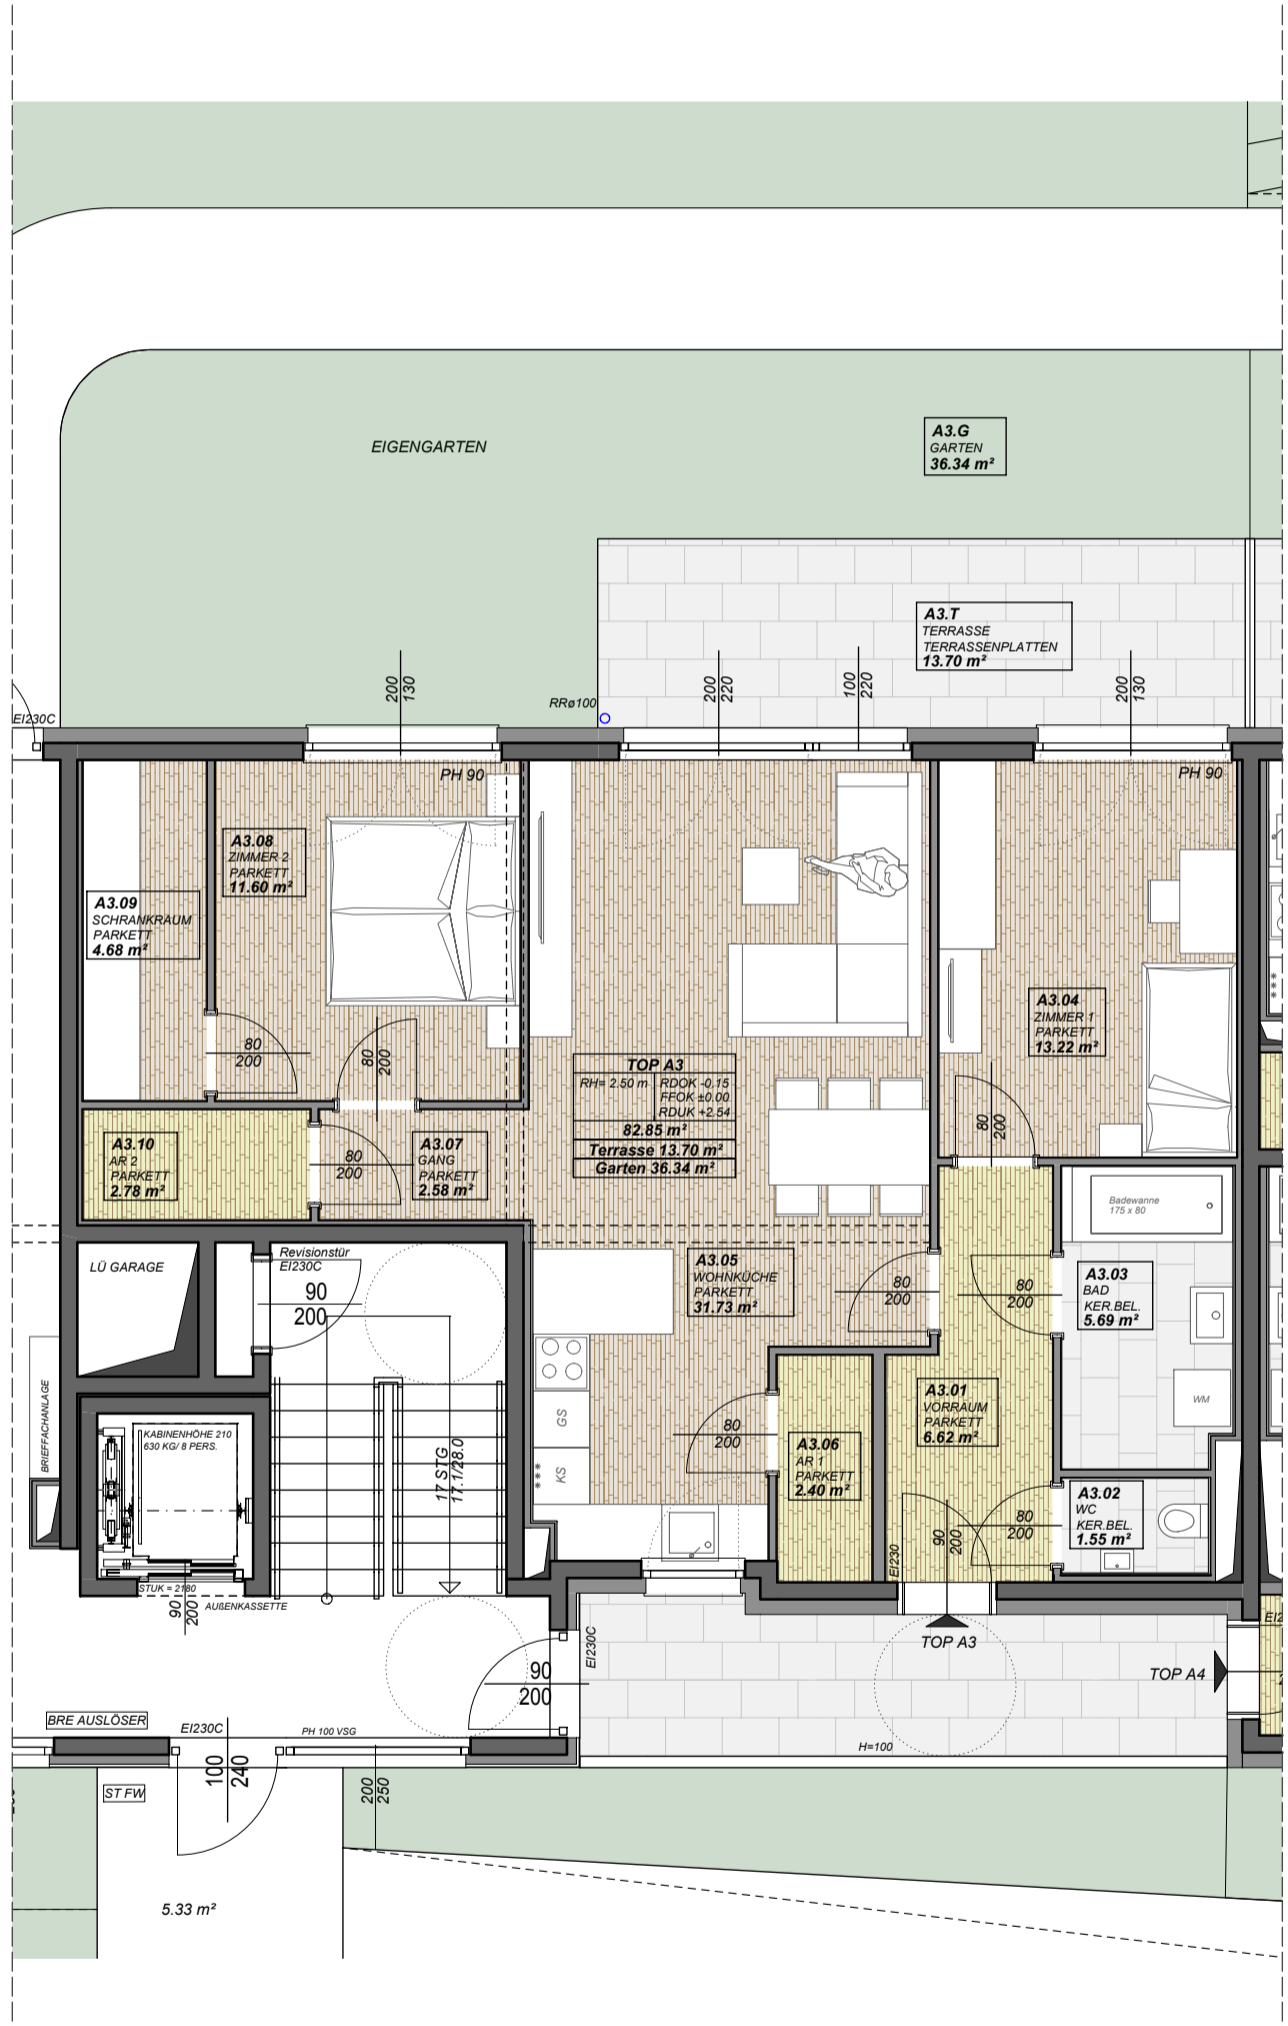 EIGENGARTEN
A3.G
GARTEN
36.34 m²
A3.T
TERRASSE
TERRASSENPLATTEN
13.70 m²
200
130
RRø100
200
220
100
220
200
130
EI230C
PH 90
PH 90
A3.08
ZIMMER 2
PARKETT
11.60 m²
A3.09
SCHRANKRAUM
PARKETT
4.68 m²
A3.04
ZIMMER 1
PARKETT
13.22 m²
80
200
80
200
80
200
TOP A3
RH= 2.50 m
RDOK -0.15
FFOK ±0.00
RDUK +2.54
82.85 m²
Terrasse 13.70 m²
Garten 36.34 m²
A3.10
AR 2
PARKETT
2.78 m²
80
200
A3.07
GANG
PARKETT
2.58 m²
Badewanne
175 x 80
LÜ GARAGE
Revisionstür
EI230C
90
200
A3.05
WOHNKÜCHE
PARKETT
31.73 m²
80
200
80
200
A3.03
BAD
KER.BEL.
5.69 m²
WM
BRIEFFACHANLAGE
KABINENHÖHE 210
630 KG/ 8 PERS.
17 STG
17.1/28.0
GS
KS
80
200
A3.06
AR 1
PARKETT
2.40 m²
A3.01
VORRAUM
PARKETT
6.62 m²
A3.02
WC
KER.BEL.
1.55 m²
80
200
90
200
EI230
STUK = 2180
90
200
AUßENKASSETTE
EI230C
90
200
TOP A3
TOP A4
BRE AUSLÖSER
EI230C
PH 100 VSG
H=100
100
240
200
250
ST FW
5.33 m²